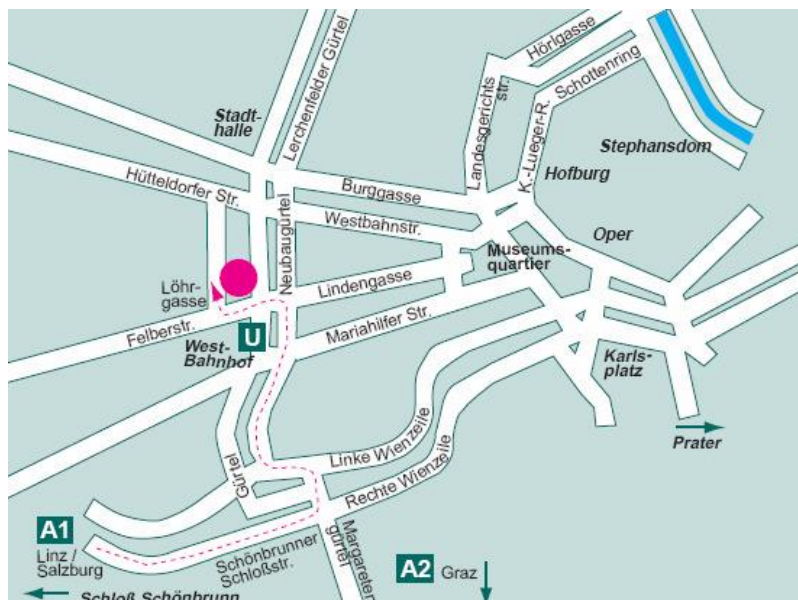 Hörlgasse
Schottenring
Landesgerichts
str.
K.-Lueger-R.
Stephansdom
Hofburg
Lerchenfelder Gürtel
Stadt-
halle
Hütteldorfer Str.
Burggasse
Westbahnstr.
Neubaugürtel
Museums-
quartier
Oper
Löhr-
gasse
Lindengasse
Felberstr.
Mariahilfer Str.
U
West-
Bahnhof
Karls-
platz
Prater
Gürtel
Linke Wienzeile
Rechte Wienzeile
A1
Linz /
Salzburg
Schönbrunner
Schloßstr.
Margareten
gürtel
A2 Graz
Schloß Schönbrunn